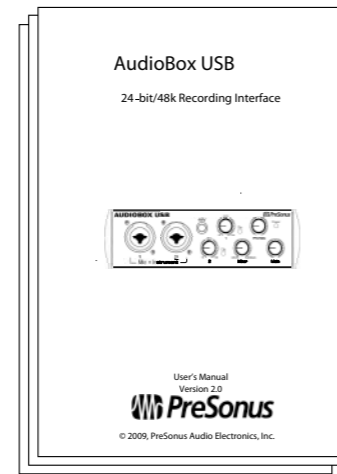 AudioBox USB
24-bit/48k Recording Interface
AUDIOBOX USB
PreSonus
User's Manual
Version 2.0
PreSonus
© 2009, PreSonus Audio Electronics, Inc.